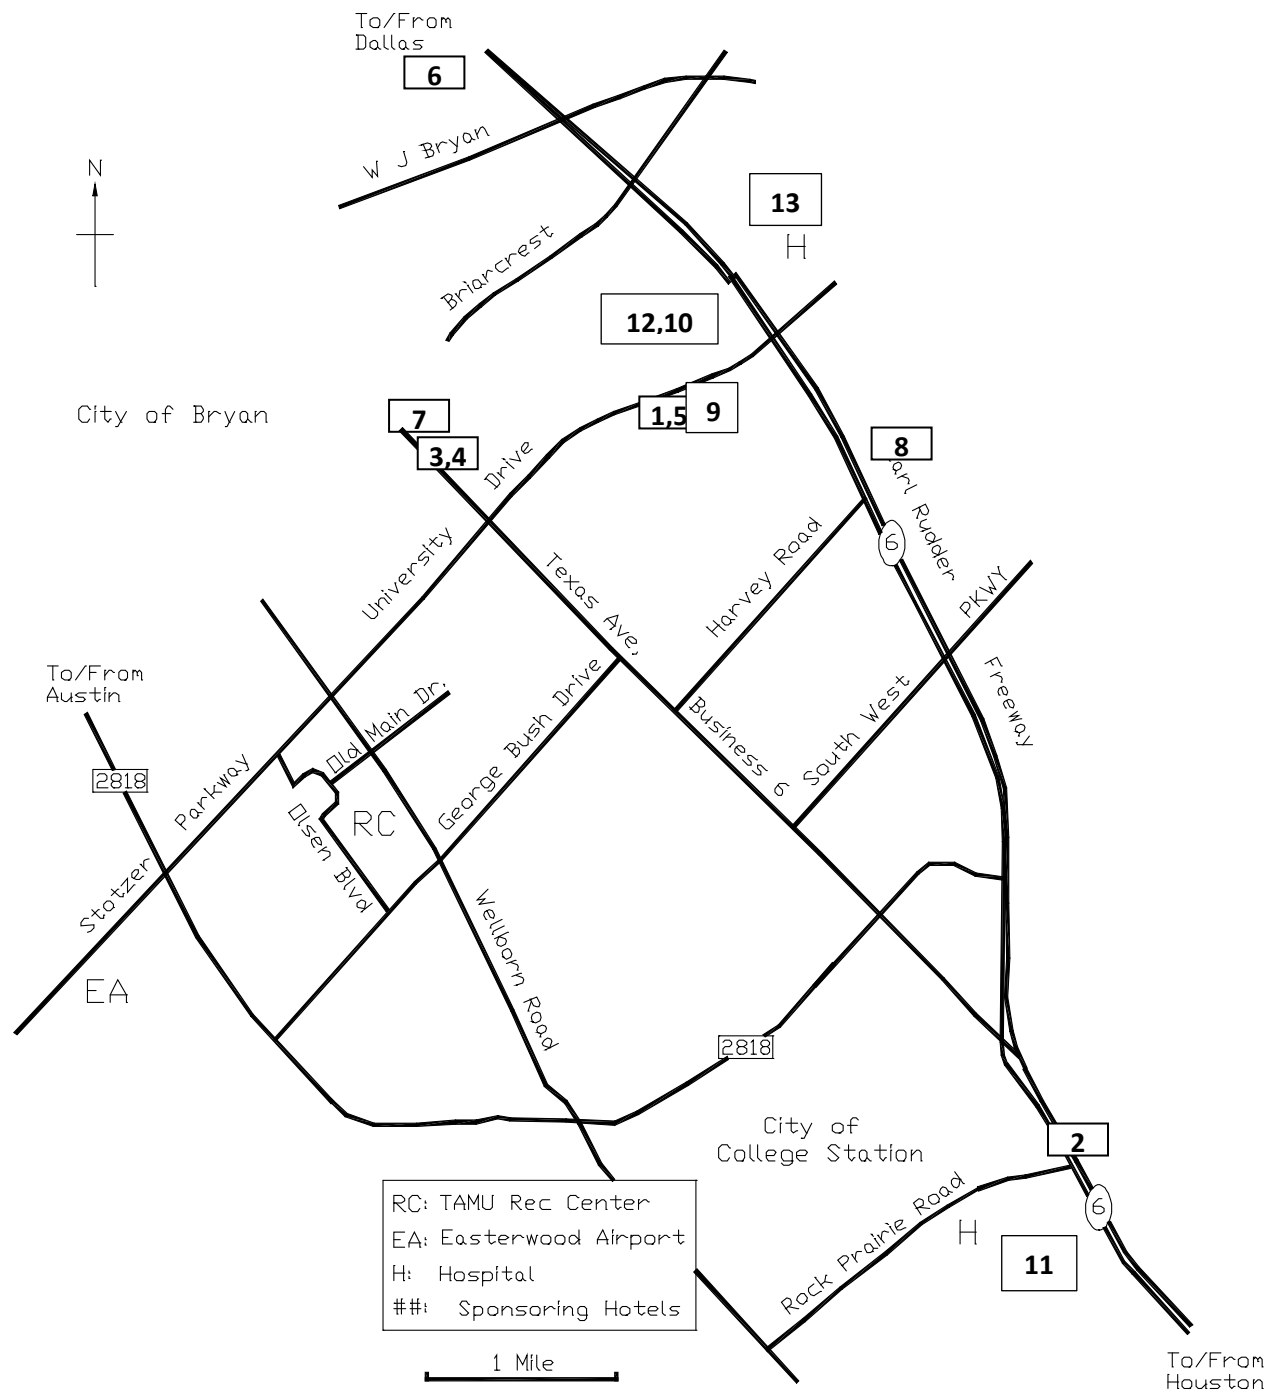 To/From
Dallas
6
W J Bryan
N
13
H
Briarcrest
12,10
City of Bryan
7
3,4
1,5
9
8
University
Drive
Texas Ave,
Harvey Road
arl Rudder
6
PKWY
To/From
Austin
2818
Parkway
Stotzer
Old Main Dr.
Olsen Blvd
RC
George Bush Drive
Business 6
South West
Freeway
EA
Wellborn Road
2818
City of
College Station
2
6
Rock Prairie Road
H
11
RC: TAMU Rec Center
EA: Easterwood Airport
H: Hospital
##: Sponsoring Hotels
1 Mile
To/From
Houston